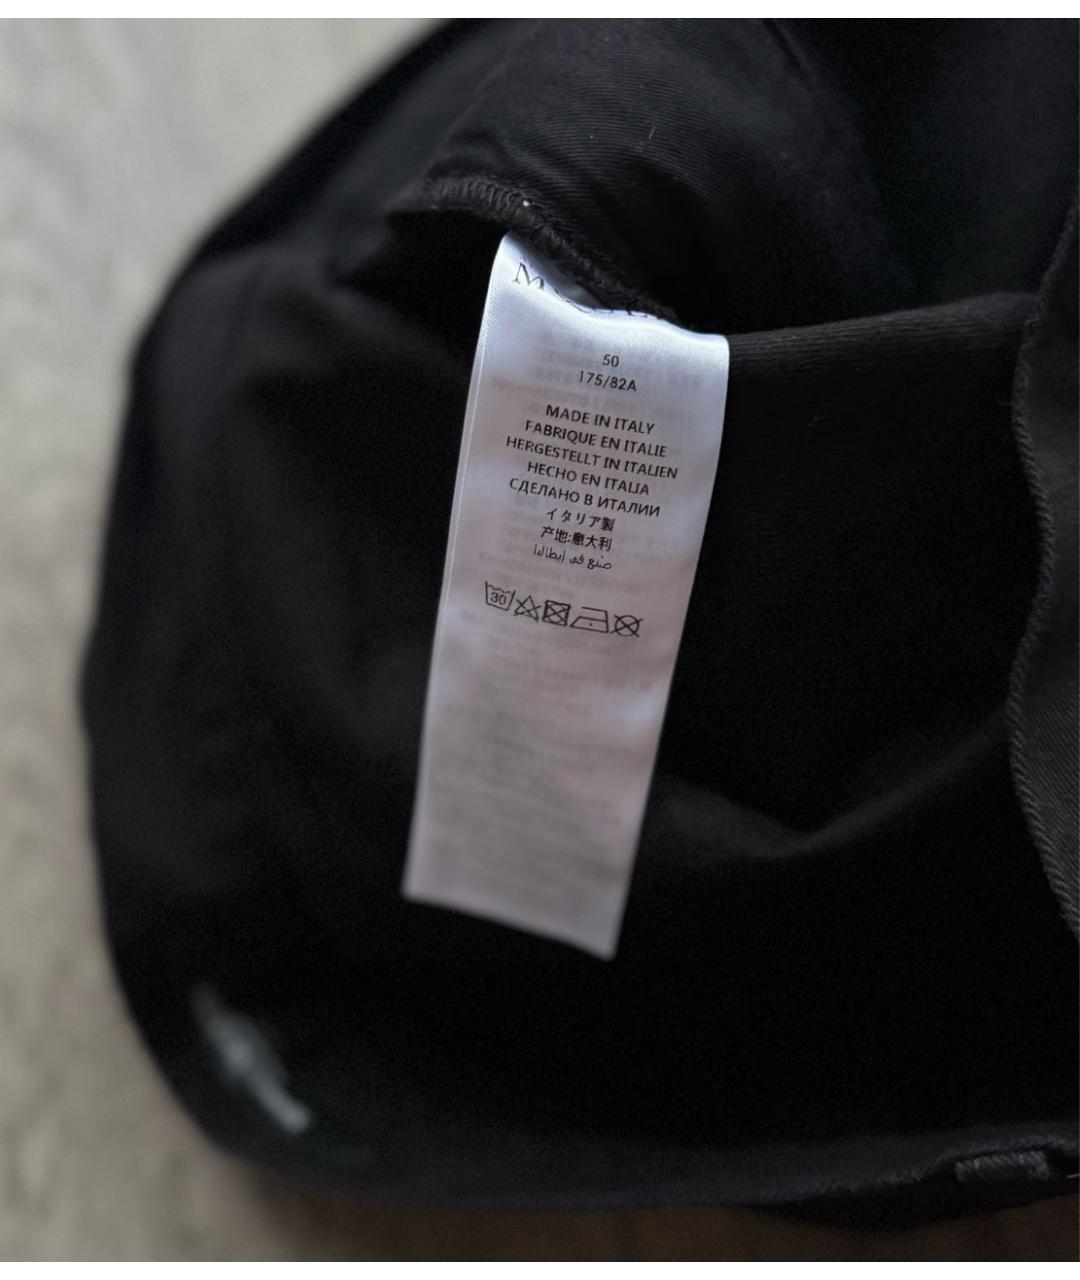 50
175/82A
MADE IN ITALY
FABRIQUE EN ITALIE
HERGESTELLT IN ITALIEN
HECHO EN ITALIA
СДЕЛАНО В ИТАЛИИ
イタリア製
产地:意大利
صنع في إيطاليا
30